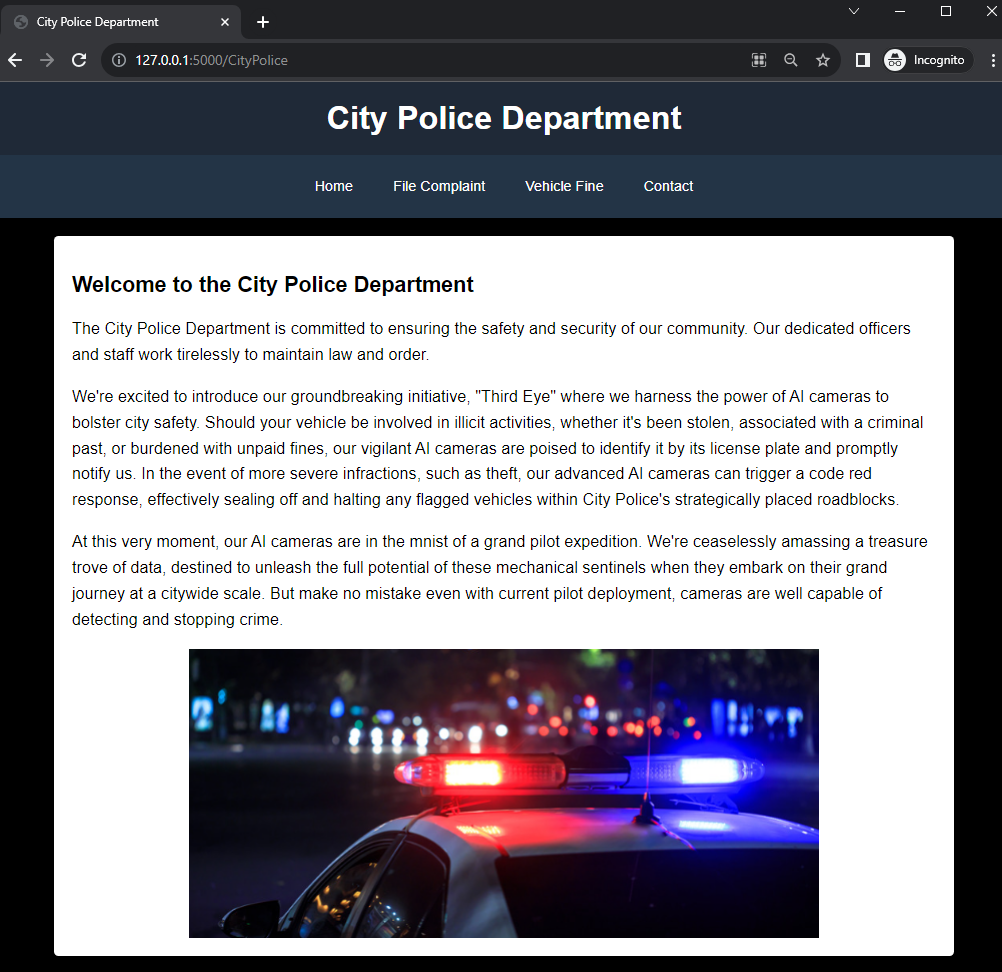 City Police Department
127.0.0.1:5000/CityPolice
Incognito
City Police Department
Home File Complaint Vehicle Fine Contact
Welcome to the City Police Department
The City Police Department is committed to ensuring the safety and security of our community. Our dedicated officers
and staff work tirelessly to maintain law and order.
We're excited to introduce our groundbreaking initiative, "Third Eye" where we harness the power of AI cameras to
bolster city safety. Should your vehicle be involved in illicit activities, whether it's been stolen, associated with a criminal
past, or burdened with unpaid fines, our vigilant AI cameras are poised to identify it by its license plate and promptly
notify us. In the event of more severe infractions, such as theft, our advanced AI cameras can trigger a code red
response, effectively sealing off and halting any flagged vehicles within City Police's strategically placed roadblocks.
At this very moment, our AI cameras are in the mnist of a grand pilot expedition. We're ceaselessly amassing a treasure
trove of data, destined to unleash the full potential of these mechanical sentinels when they embark on their grand
journey at a citywide scale. But make no mistake even with current pilot deployment, cameras are well capable of
detecting and stopping crime.